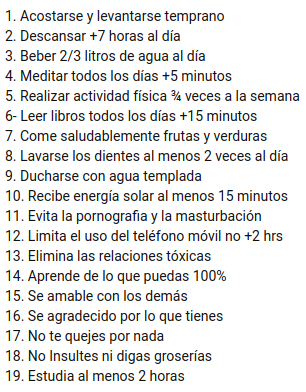 1. Acostarse y levantarse temprano
2. Descansar +7 horas al día
3. Beber 2/3 litros de agua al día
4. Meditar todos los días +5 minutos
5. Realizar actividad física ¾ veces a la semana
6- Leer libros todos los días +15 minutos
7. Come saludablemente frutas y verduras
8. Lavarse los dientes al menos 2 veces al día
9. Ducharse con agua templada
10. Recibe energía solar al menos 15 minutos
11. Evita la pornografia y la masturbación
12. Limita el uso del teléfono móvil no +2 hrs
13. Elimina las relaciones tóxicas
14. Aprende de lo que puedas 100%
15. Se amable con los demás
16. Se agradecido por lo que tienes
17. No te quejes por nada
18. No Insultes ni digas groserías
19. Estudia al menos 2 horas